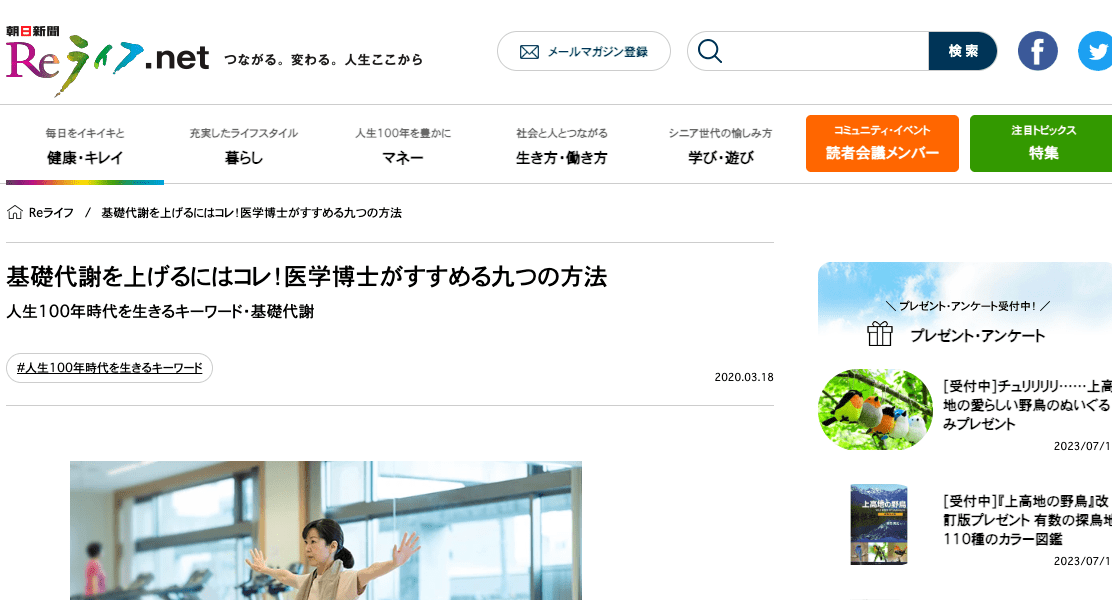 朝日新聞
Reライフ.net
つながる。変わる。人生ここから
メールマガジン登録
検索
毎日をイキイキと
健康・キレイ
充実したライフスタイル
暮らし
人生100年を豊かに
マネー
社会と人とつながる
生き方・働き方
シニア世代の愉しみ方
学び・遊び
コミュニティ・イベント
読者会議メンバー
注目トピックス
特集
Reライフ / 基礎代謝を上げるにはコレ！医学博士がすすめる九つの方法
基礎代謝を上げるにはコレ！医学博士がすすめる九つの方法
人生100年時代を生きるキーワード・基礎代謝
#人生100年時代を生きるキーワード
2020.03.18
＼ プレゼント・アンケート受付中！ ／
プレゼント・アンケート
[受付中]チュリリリリ……上高
地の愛らしい野鳥のぬいぐる
みプレゼント
2023/07/1
上高地の野鳥
[受付中]『上高地の野鳥』改
訂版プレゼント 有数の探鳥地
110種のカラー図鑑
2023/07/1